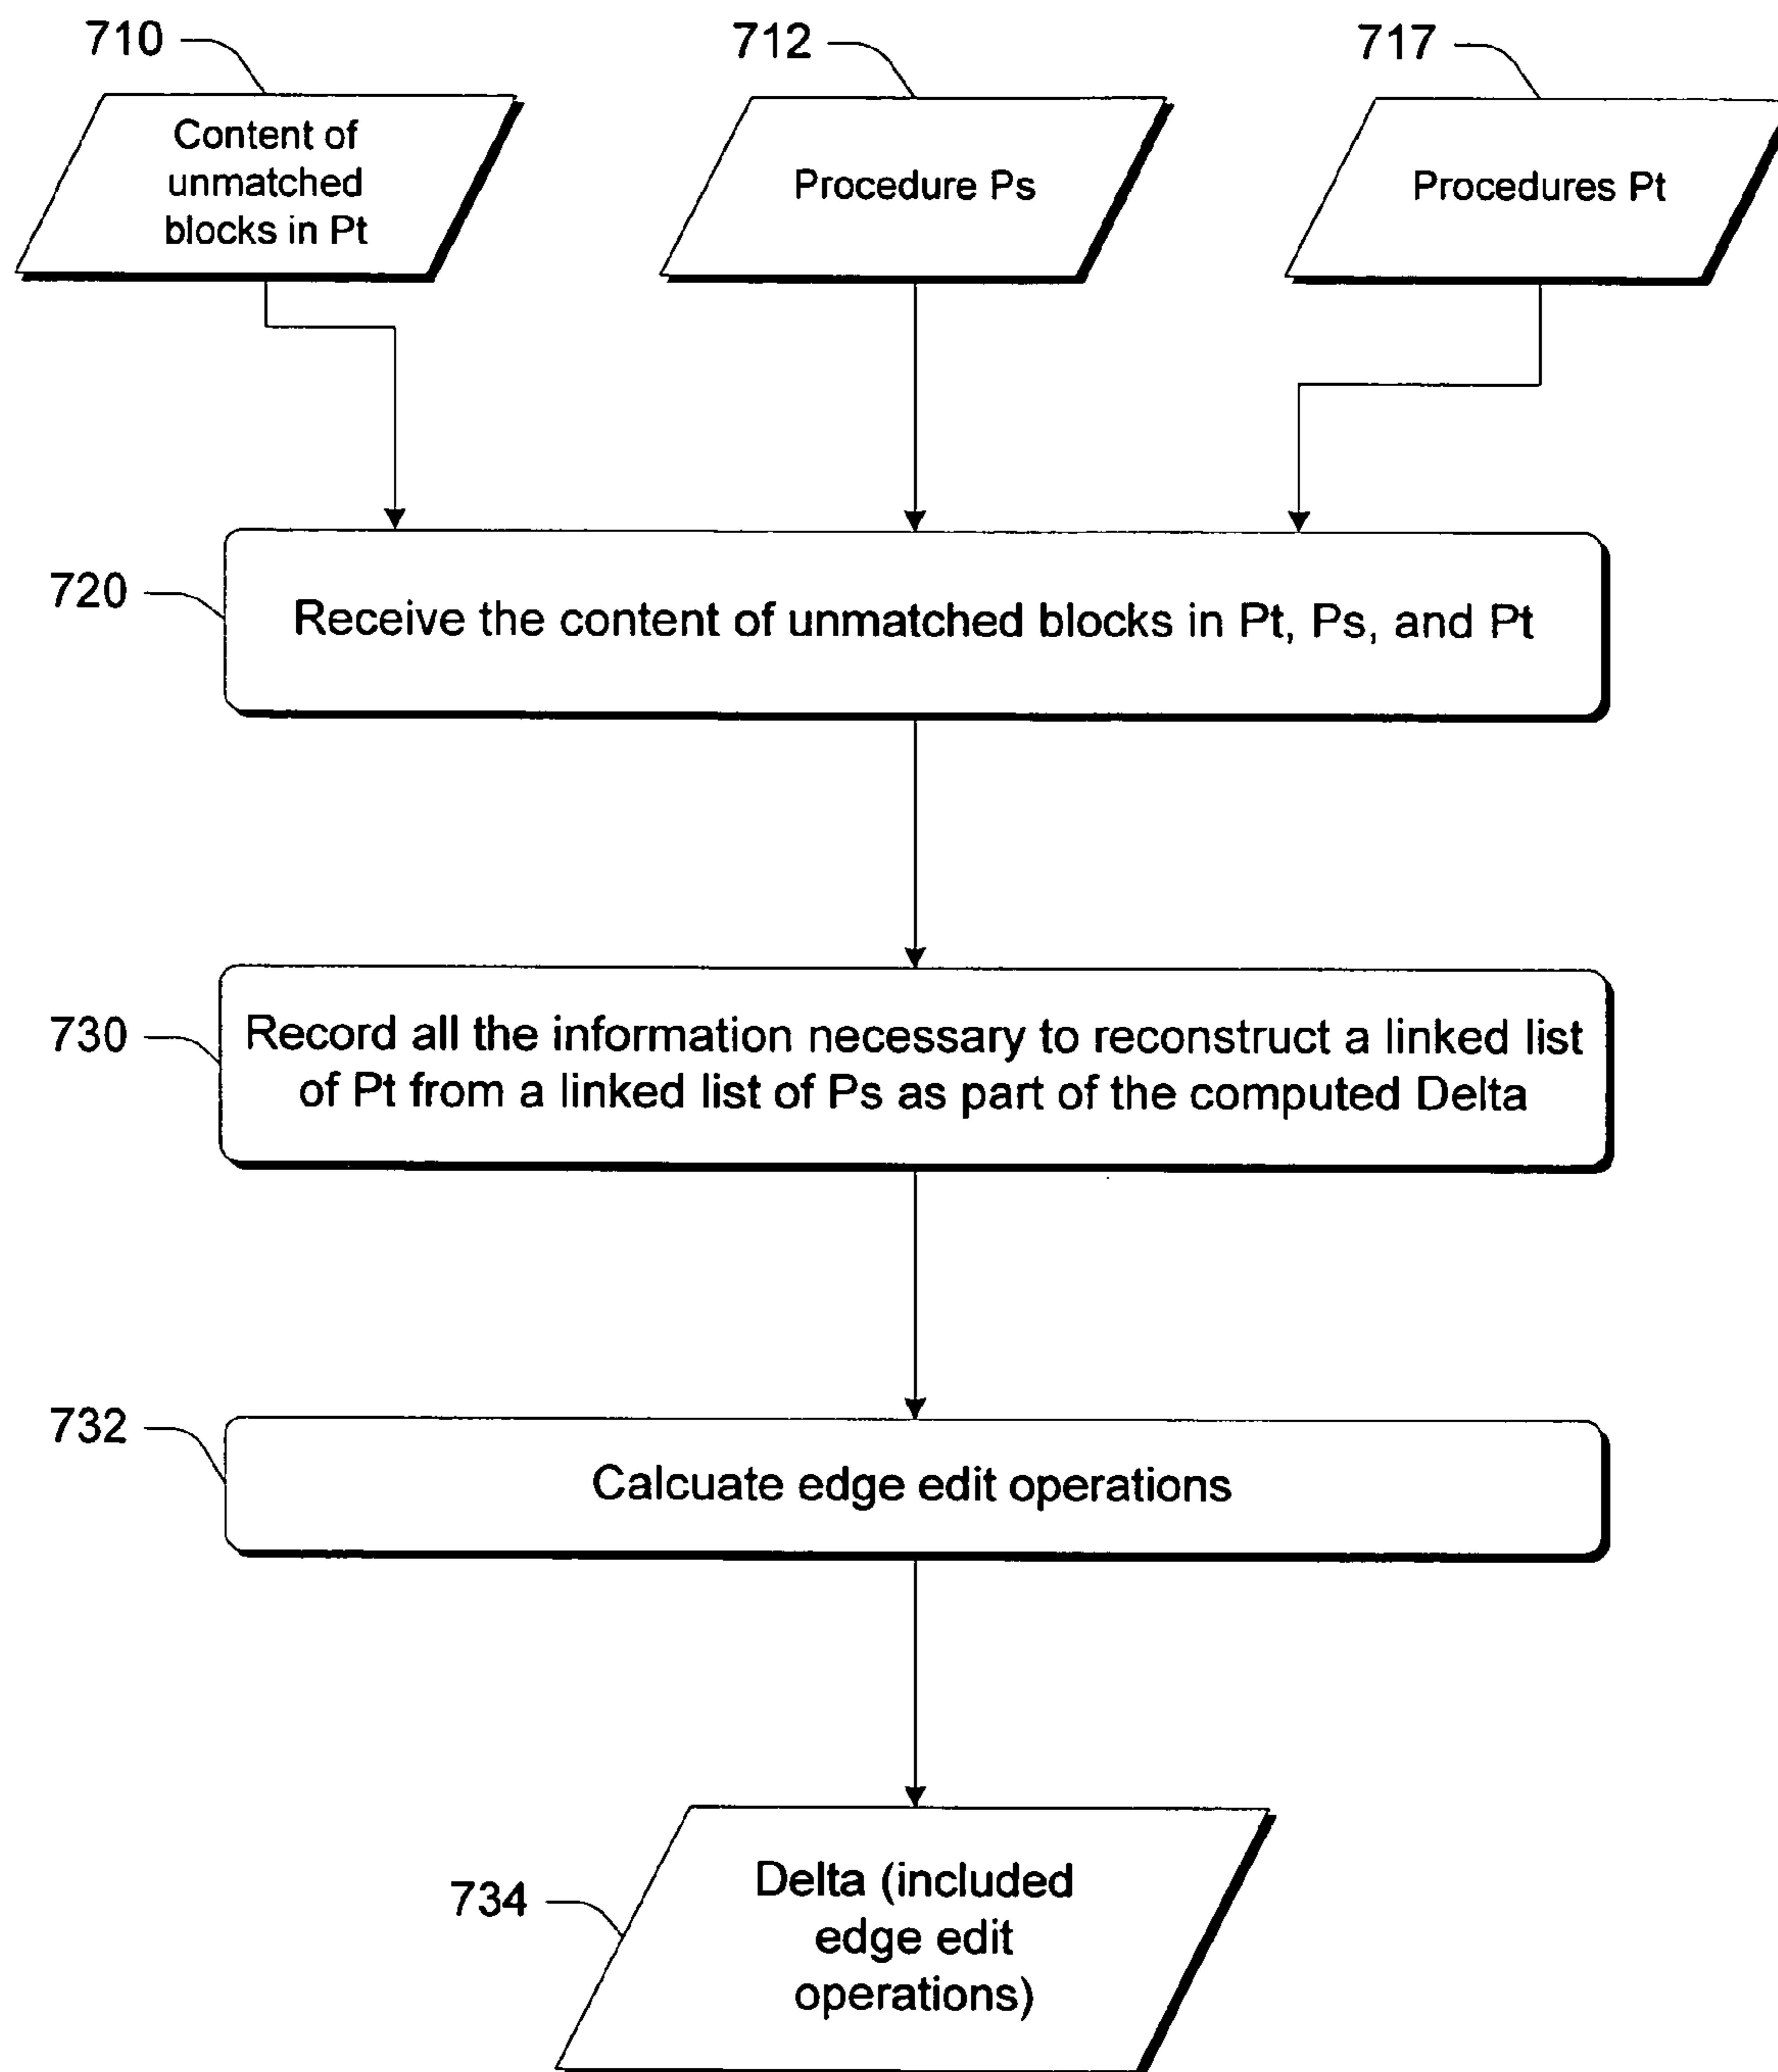 710
712
717
Content of
unmatched
blocks in Pt
Procedure Ps
Procedures Pt
720
Receive the content of unmatched blocks in Pt, Ps, and Pt
730
Record all the information necessary to reconstruct a linked list
of Pt from a linked list of Ps as part of the computed Delta
732
Calcuate edge edit operations
734
Delta (included
edge edit
operations)